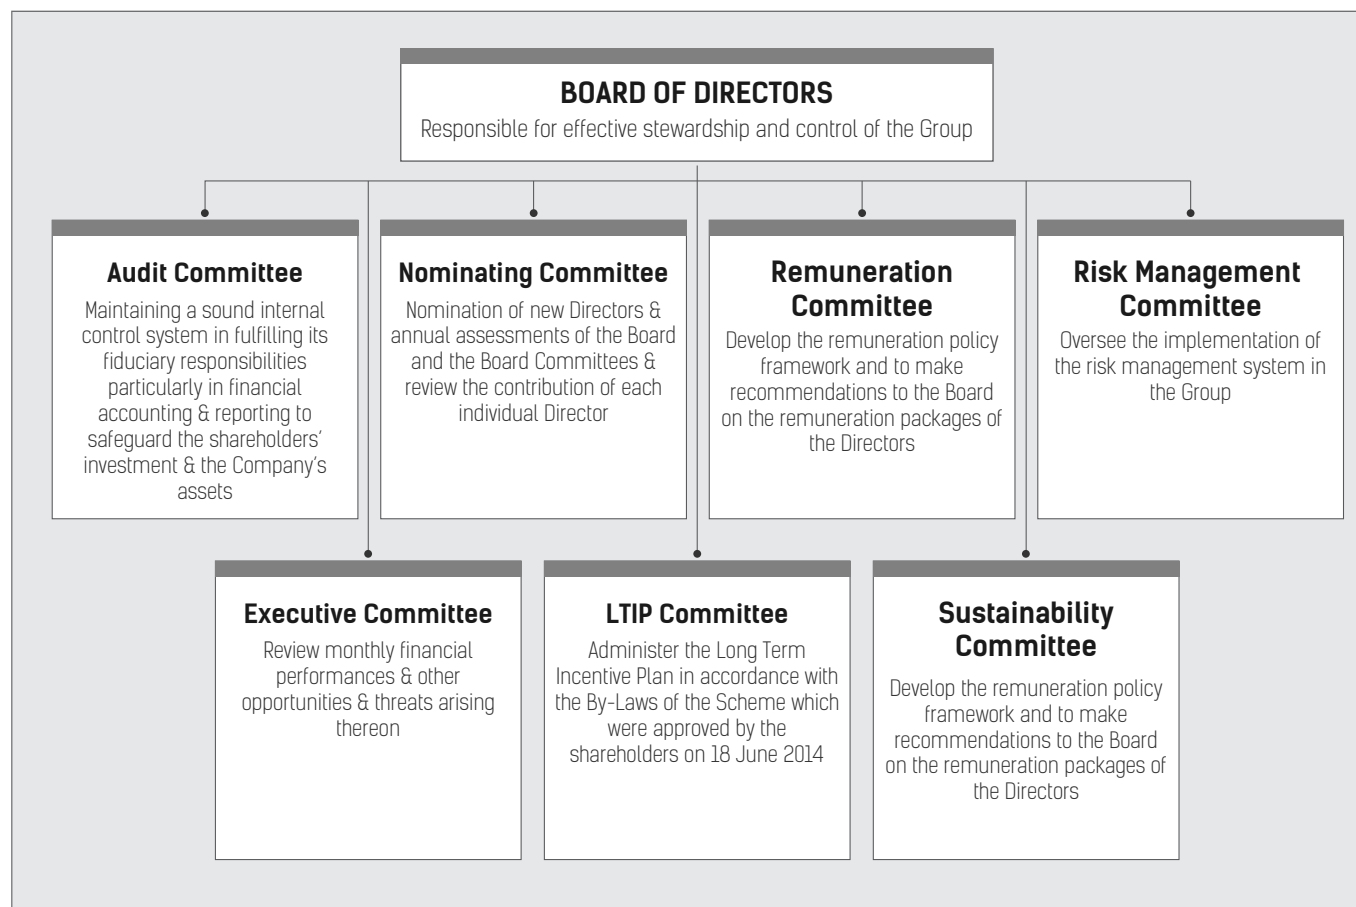 BOARD OF DIRECTORS
Responsible for effective stewardship and control of the Group
Audit Committee
Maintaining a sound internal
control system in fulfilling its
fiduciary responsibilities
particularly in financial
accounting & reporting to
safeguard the shareholders’
investment & the Company’s
assets
Nominating Committee
Nomination of new Directors &
annual assessments of the Board
and the Board Committees &
review the contribution of each
individual Director
Remuneration
Committee
Develop the remuneration policy
framework and to make
recommendations to the Board
on the remuneration packages of
the Directors
Risk Management
Committee
Oversee the implementation of
the risk management system in
the Group
Executive Committee
Review monthly financial
performances & other
opportunities & threats arising
thereon
LTIP Committee
Administer the Long Term
Incentive Plan in accordance with
the By-Laws of the Scheme which
were approved by the
shareholders on 18 June 2014
Sustainability
Committee
Develop the remuneration policy
framework and to make
recommendations to the Board
on the remuneration packages of
the Directors